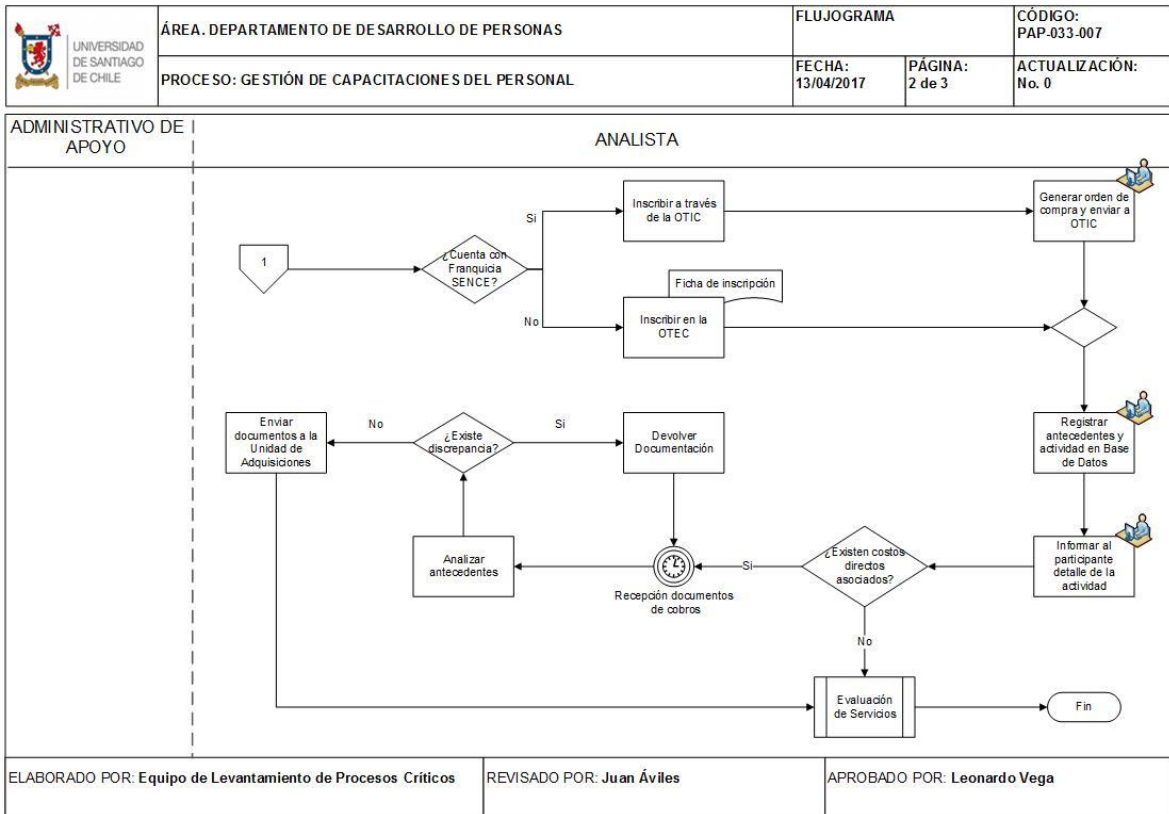 UNIVERSIDAD
DE SANTIAGO
DE CHILE
ÁREA. DEPARTAMENTO DE DESARROLLO DE PERSONAS
FLUJOGRAMA
CÓDIGO:
PAP-033-007
PROCESO: GESTIÓN DE CAPACITACIONES DEL PERSONAL
FECHA:
13/04/2017
PÁGINA:
2 de 3
ACTUALIZACIÓN:
No. 0
ADMINISTRATIVO DE
APOYO
ANALISTA
1
¿Cuenta con
Franquicia
SENCE?
Si
Inscribir a través
de la OTIC
Generar orden de
compra y enviar a
OTIC
No
Ficha de inscripción
Inscribir en la
OTEC
Enviar
documentos a la
Unidad de
Adquisiciones
No
¿Existe
discrepancia?
Si
Devolver
Documentación
Registrar
antecedentes y
actividad en Base
de Datos
Analizar
antecedentes
Recepción documentos
de cobros
Si
¿Existen costos
directos
asociados?
Informar al
participante
detalle de la
actividad
No
Evaluación
de Servicios
Fin
ELABORADO POR: Equipo de Levantamiento de Procesos Críticos
REVISADO POR: Juan Áviles
APROBADO POR: Leonardo Vega